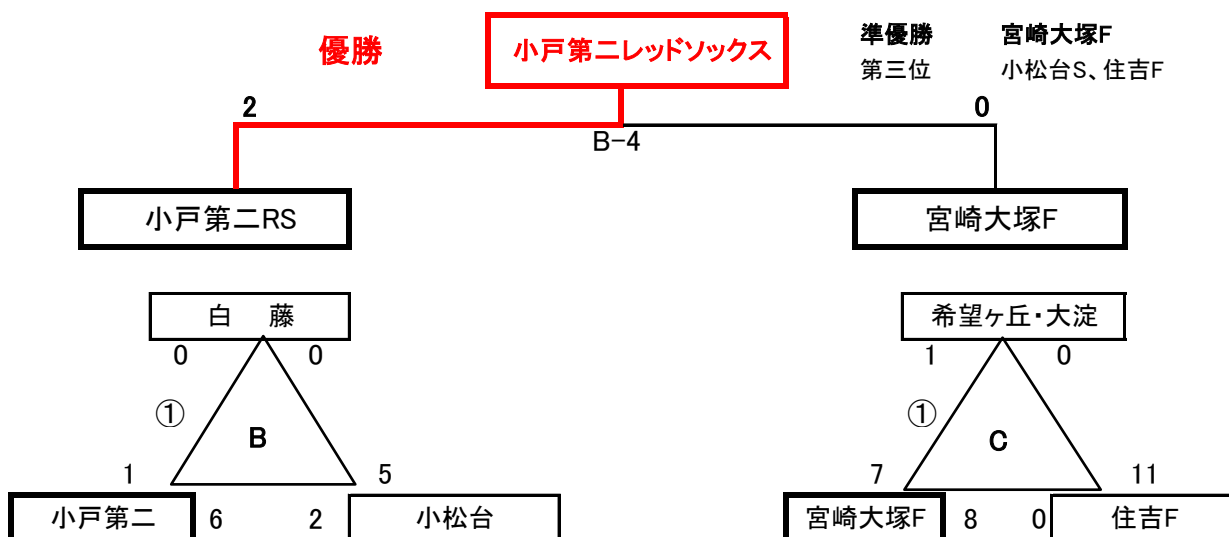 優勝 小戸第二レッドソックス 準優勝 宮崎大塚F
第三位 小松台S、住吉F
2 0
B-4
小戸第二RS 宮崎大塚F
白 藤 希望ヶ丘・大淀
0 0 1 0
① ①
B C
1 5 7 11
小戸第二 6 2 小松台 宮崎大塚F 8 0 住吉F